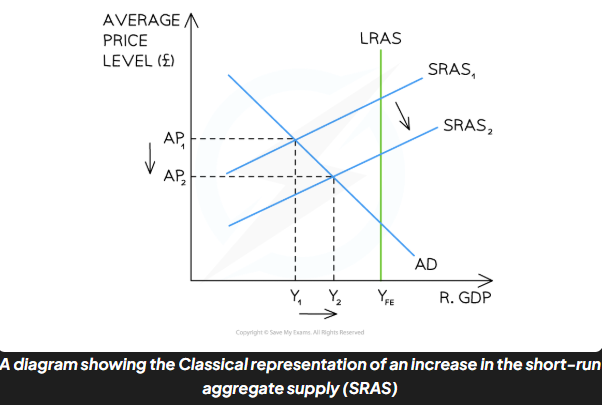 AVERAGE
PRICE
LEVEL (£)
LRAS
SRAS₁
SRAS₂
AP₁
AP₂
AD
Y₁ Y₂ Y_FE R. GDP
Copyright © Save My Exams. All Rights Reserved
A diagram showing the Classical representation of an increase in the short-run
aggregate supply (SRAS)